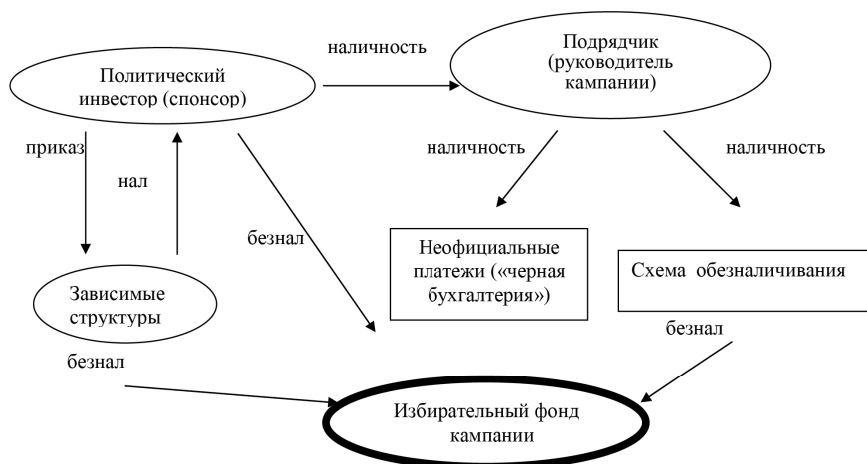 наличность
Подрядчик
(руководитель
кампании)
Политический
инвестор (спонсор)
приказ
нал
наличность
наличность
безнал
Неофициальные
платежи («черная
бухгалтерия»)
Схема обезналичивания
Зависимые
структуры
безнал
безнал
Избирательный фонд
кампании